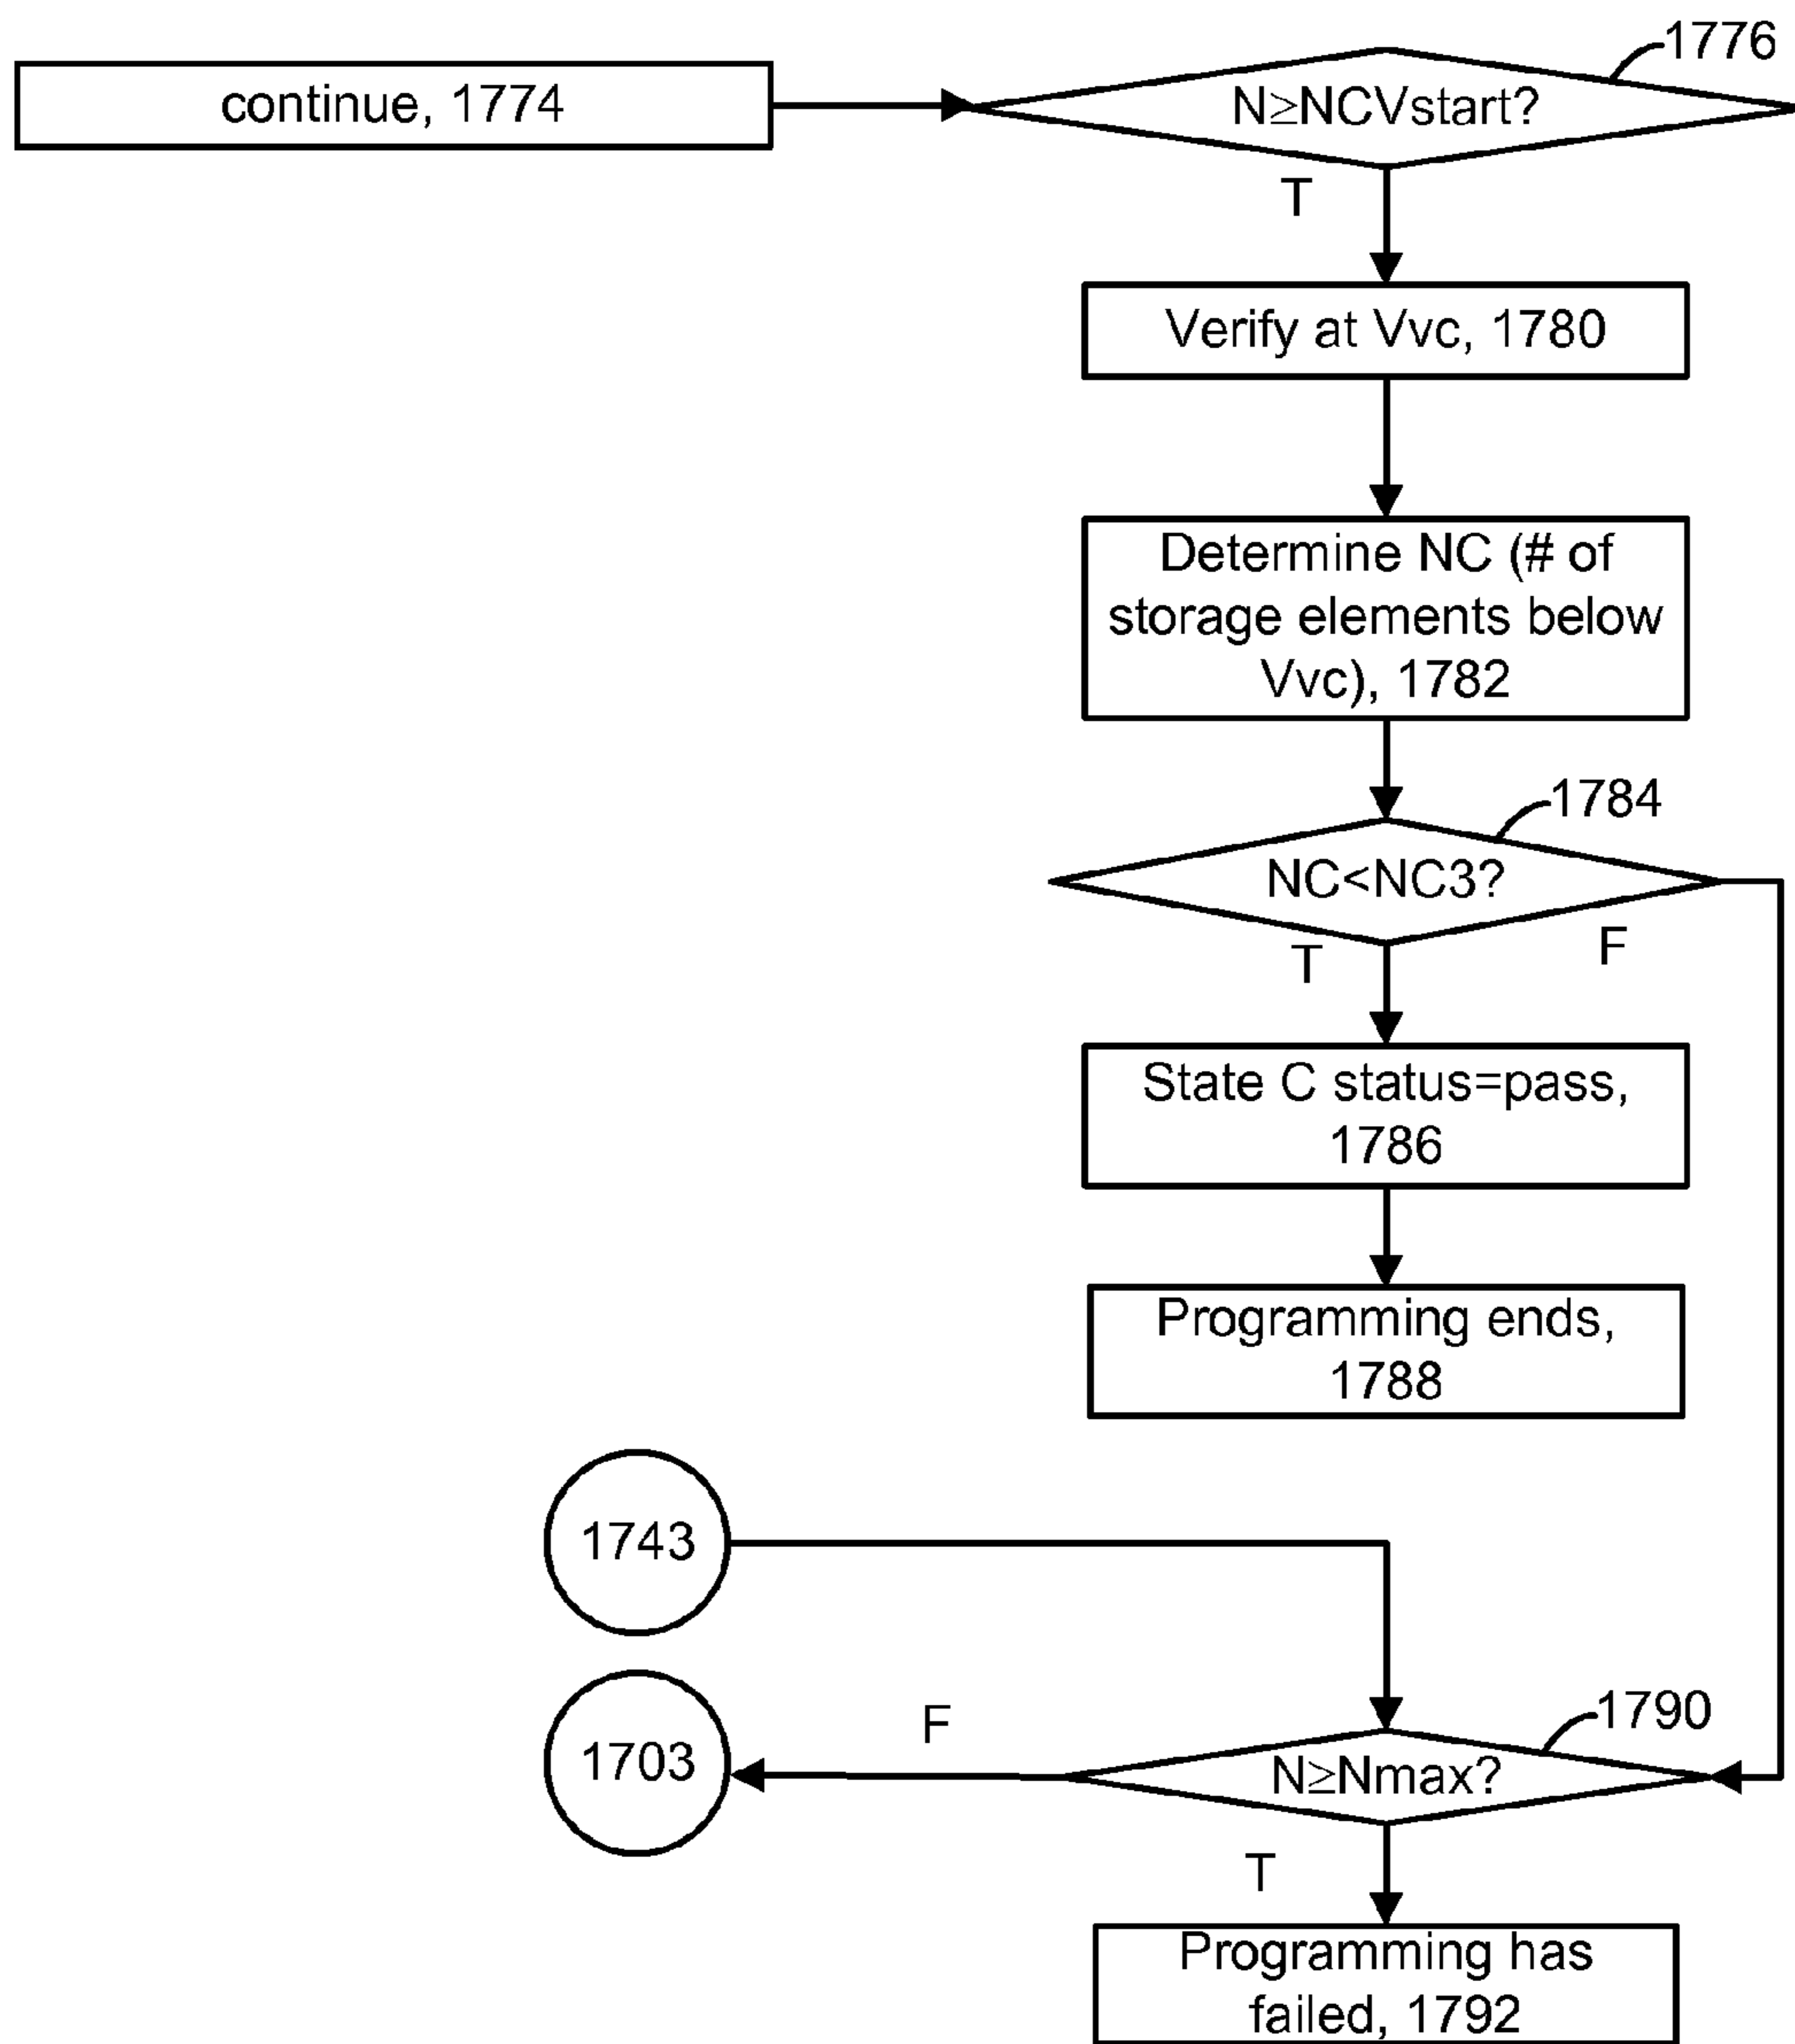 1776
continue, 1774
N≥NCVstart?
T
Verify at Vvc, 1780
Determine NC (# of
storage elements below
Vvc), 1782
1784
NC<NC3?
T
F
State C status=pass,
1786
Programming ends,
1788
1743
1703
F
1790
N≥Nmax?
T
Programming has
failed, 1792